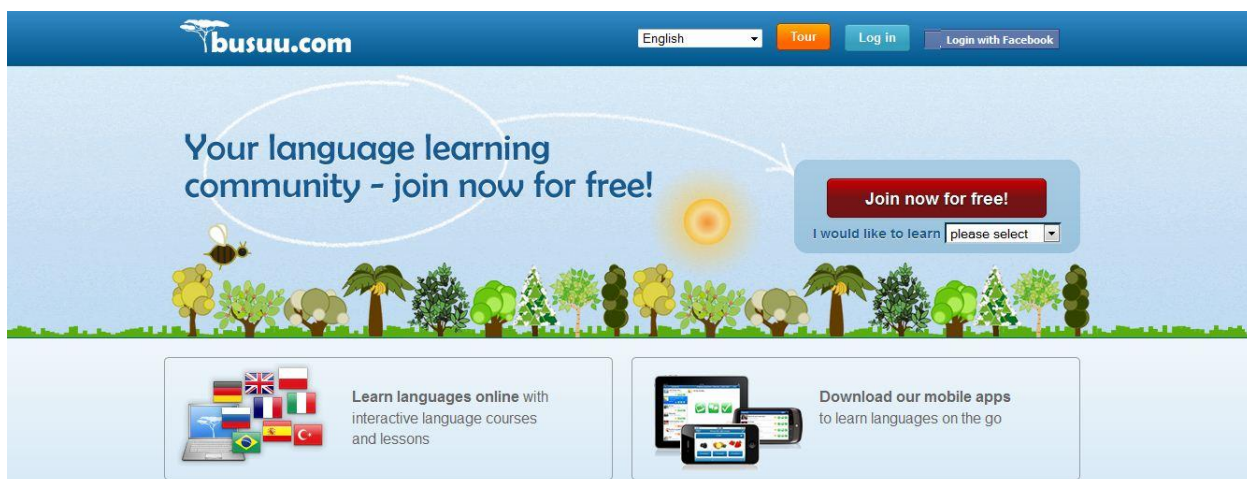 busuu.com
English
Tour
Log in
Login with Facebook
Your language learning
community - join now for free!
Join now for free!
I would like to learn please select
Learn languages online with
interactive language courses
and lessons
Download our mobile apps
to learn languages on the go